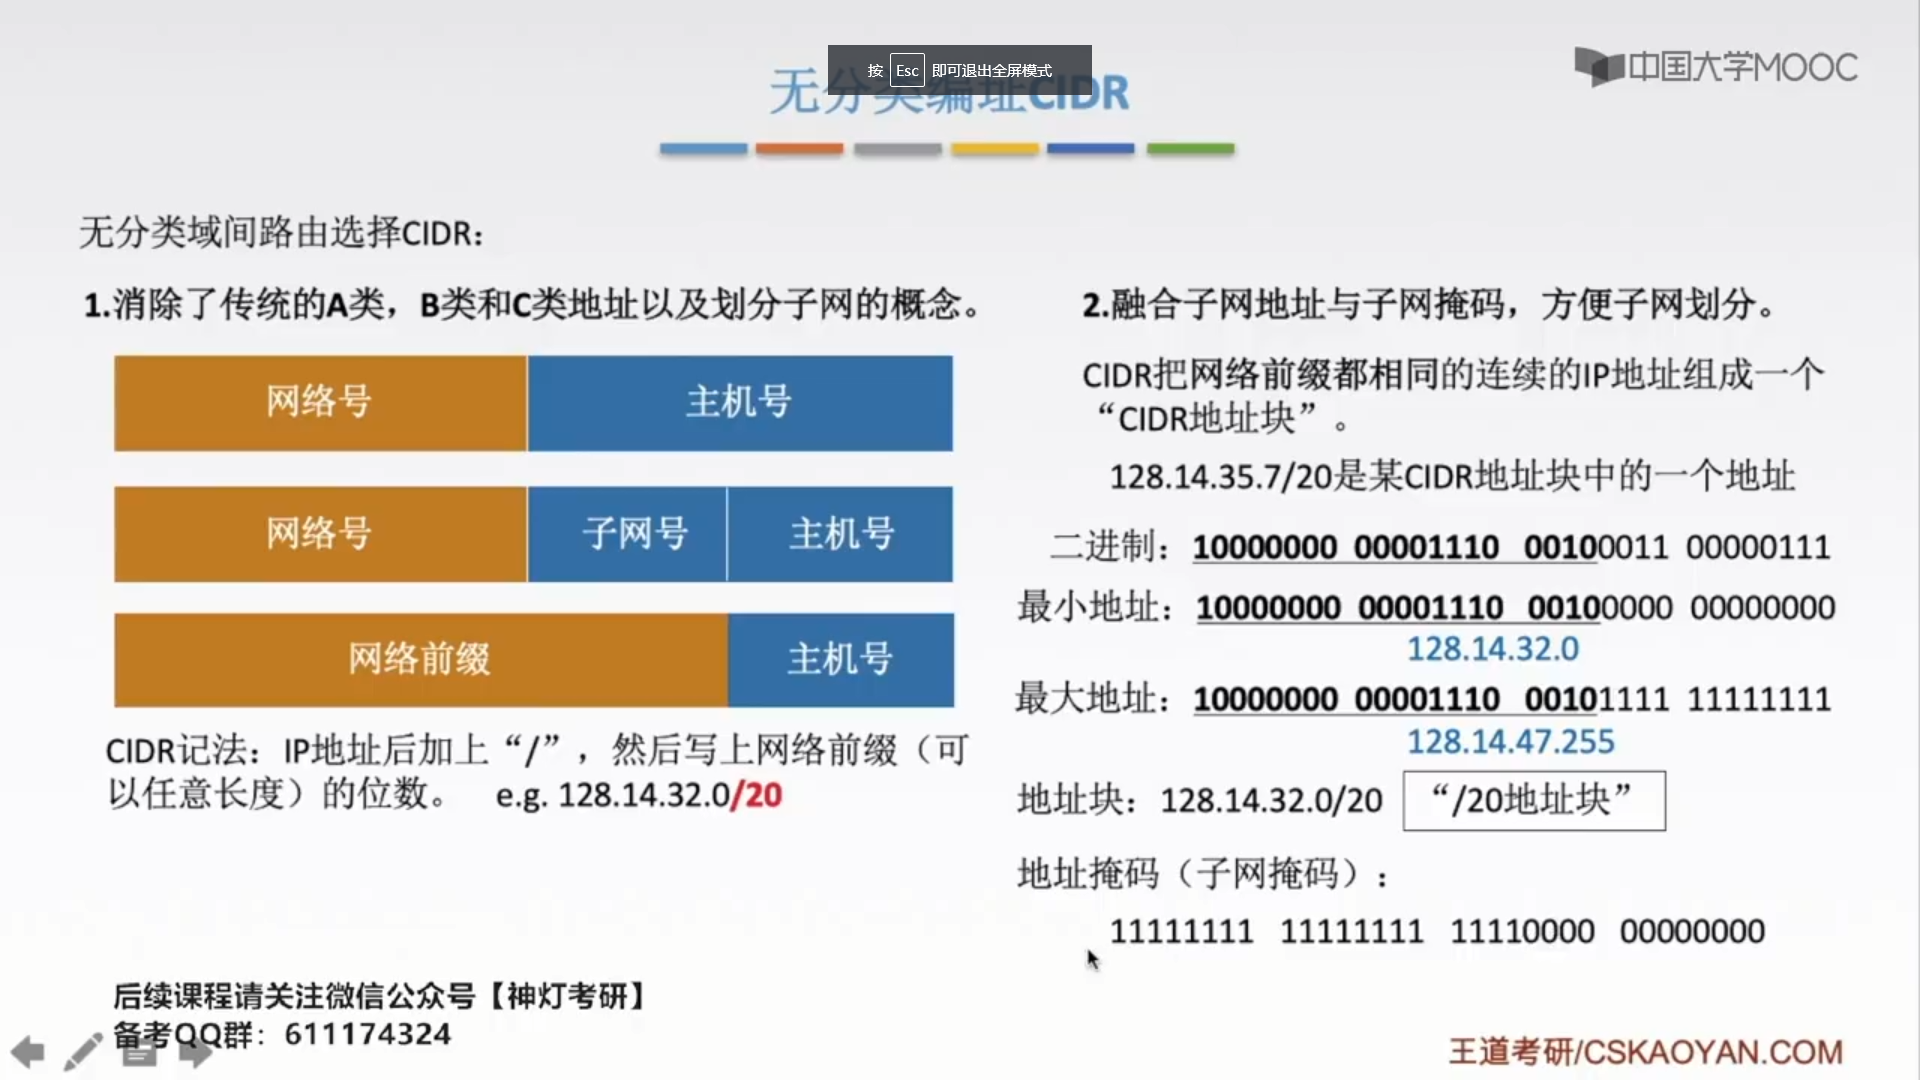 按 Esc 即可退出全屏模式
中国大学MOOC
无分类编址CIDR
无分类域间路由选择CIDR：
1.消除了传统的A类，B类和C类地址以及划分子网的概念。
网络号 主机号
网络号 子网号 主机号
网络前缀 主机号
CIDR记法：IP地址后加上“/”，然后写上网络前缀（可
以任意长度）的位数。 e.g. 128.14.32.0/20
2.融合子网地址与子网掩码，方便子网划分。
CIDR把网络前缀都相同的连续的IP地址组成一个
“CIDR地址块”。
128.14.35.7/20是某CIDR地址块中的一个地址
二进制：10000000 00001110 00100011 00000111
最小地址：10000000 00001110 00100000 00000000
128.14.32.0
最大地址：10000000 00001110 00101111 11111111
128.14.47.255
地址块：128.14.32.0/20 “/20地址块”
地址掩码（子网掩码）：
11111111 11111111 11110000 00000000
后续课程请关注微信公众号【神灯考研】
备考QQ群：611174324
王道考研/CSKAOYAN.COM